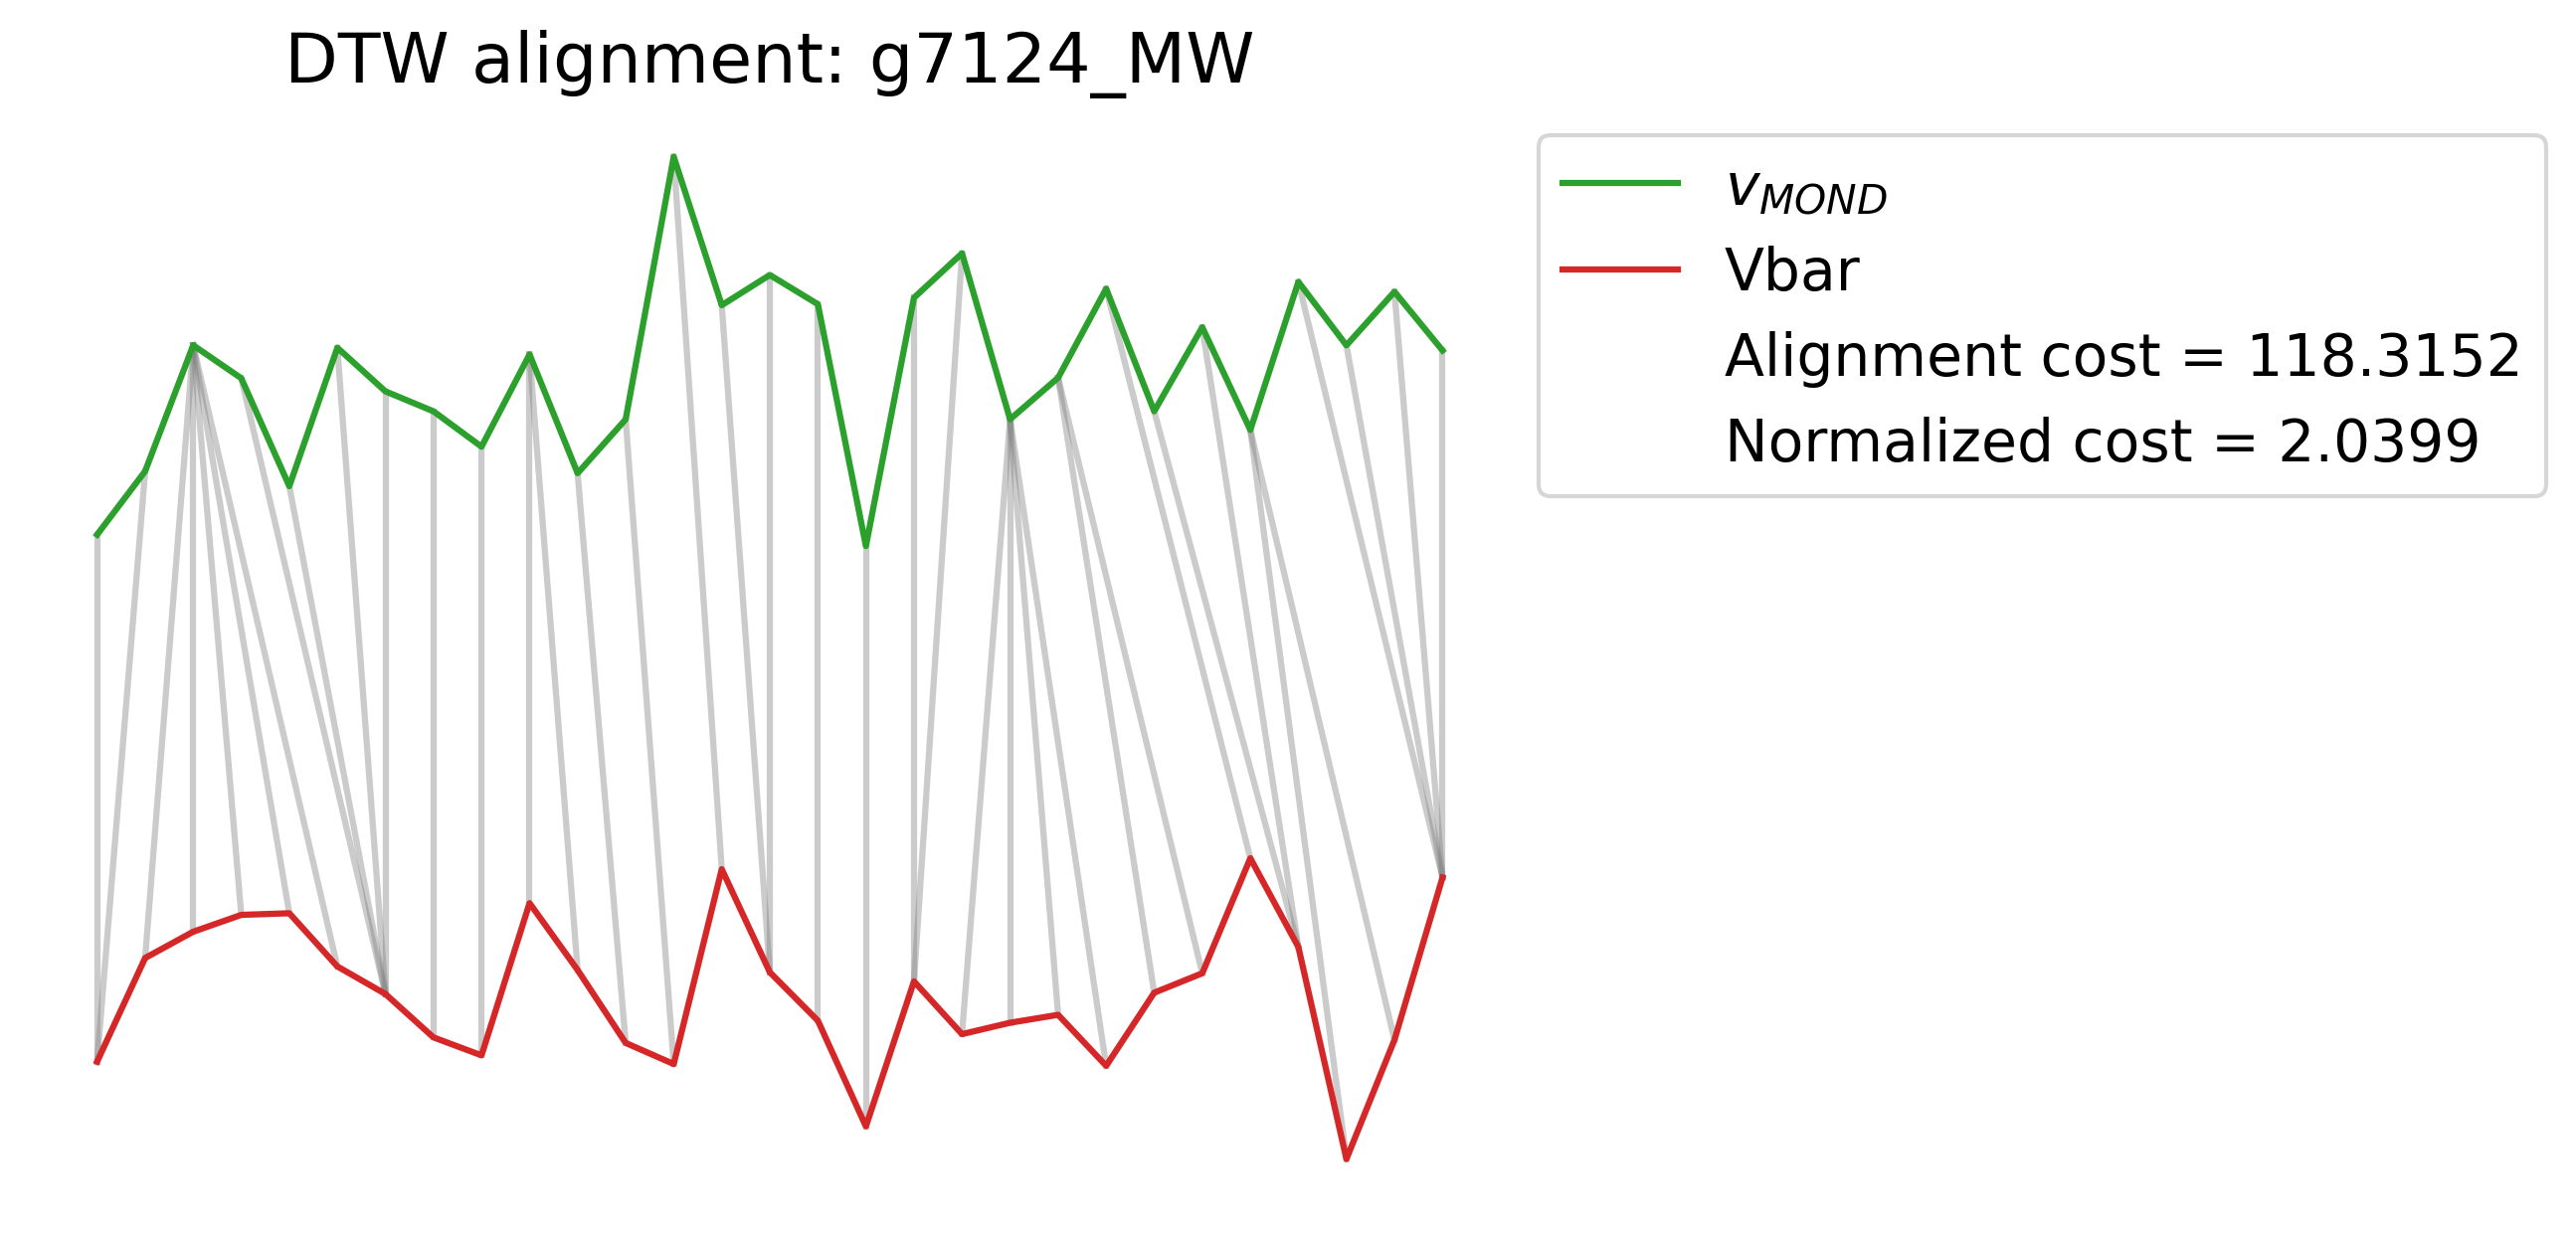 DTW alignment: g7124_MW
v_MOND
Vbar
Alignment cost = 118.3152
Normalized cost = 2.0399